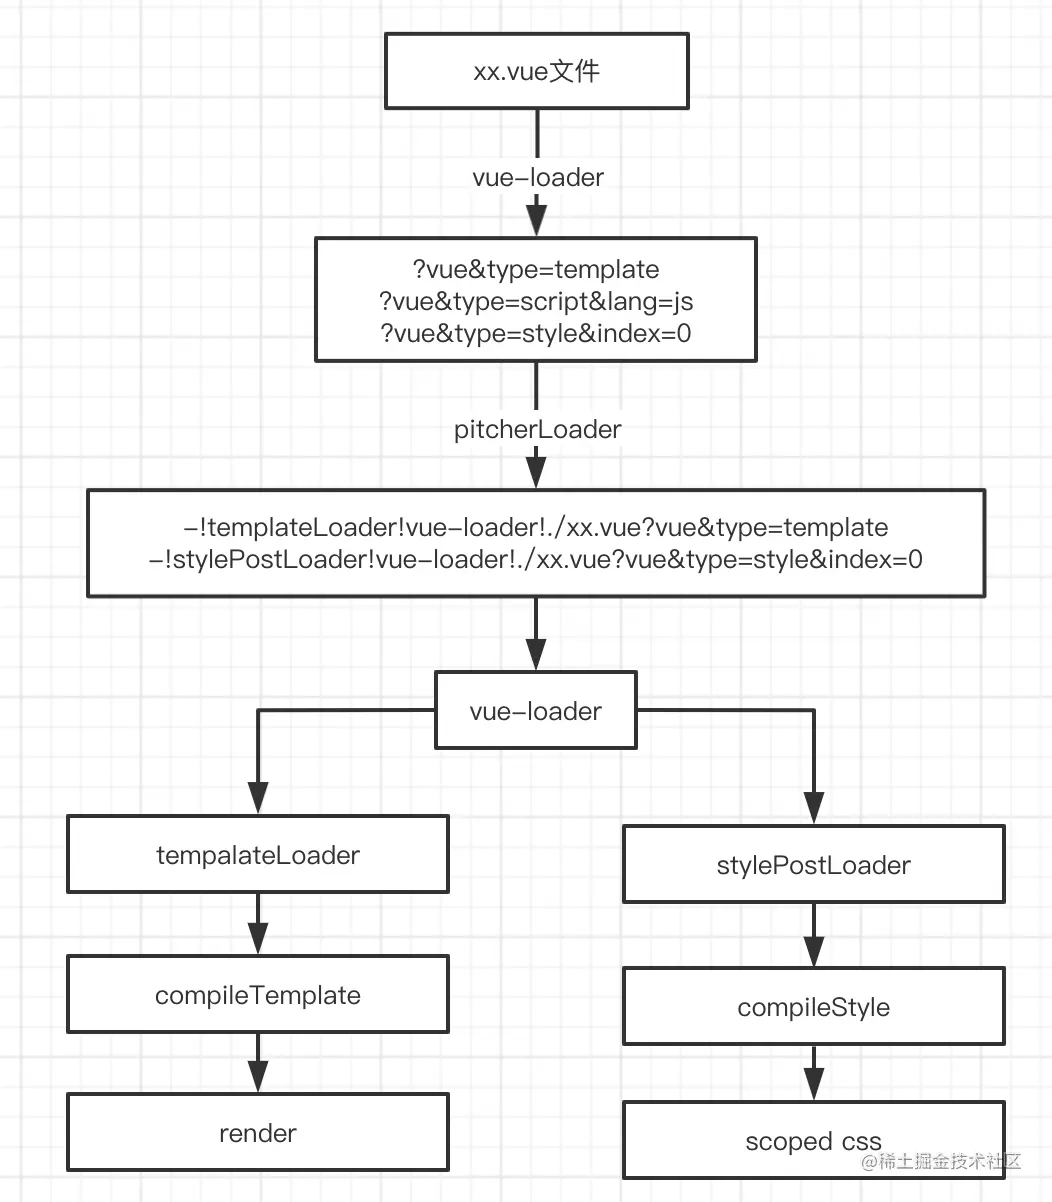 xx.vue文件
vue-loader
?vue&type=template
?vue&type=script&lang=js
?vue&type=style&index=0
pitcherLoader
-!templateLoader!vue-loader!./xx.vue?vue&type=template
-!stylePostLoader!vue-loader!./xx.vue?vue&type=style&index=0
vue-loader
tempalateLoader
stylePostLoader
compileTemplate
compileStyle
render
scoped css
@稀土掘金技术社区